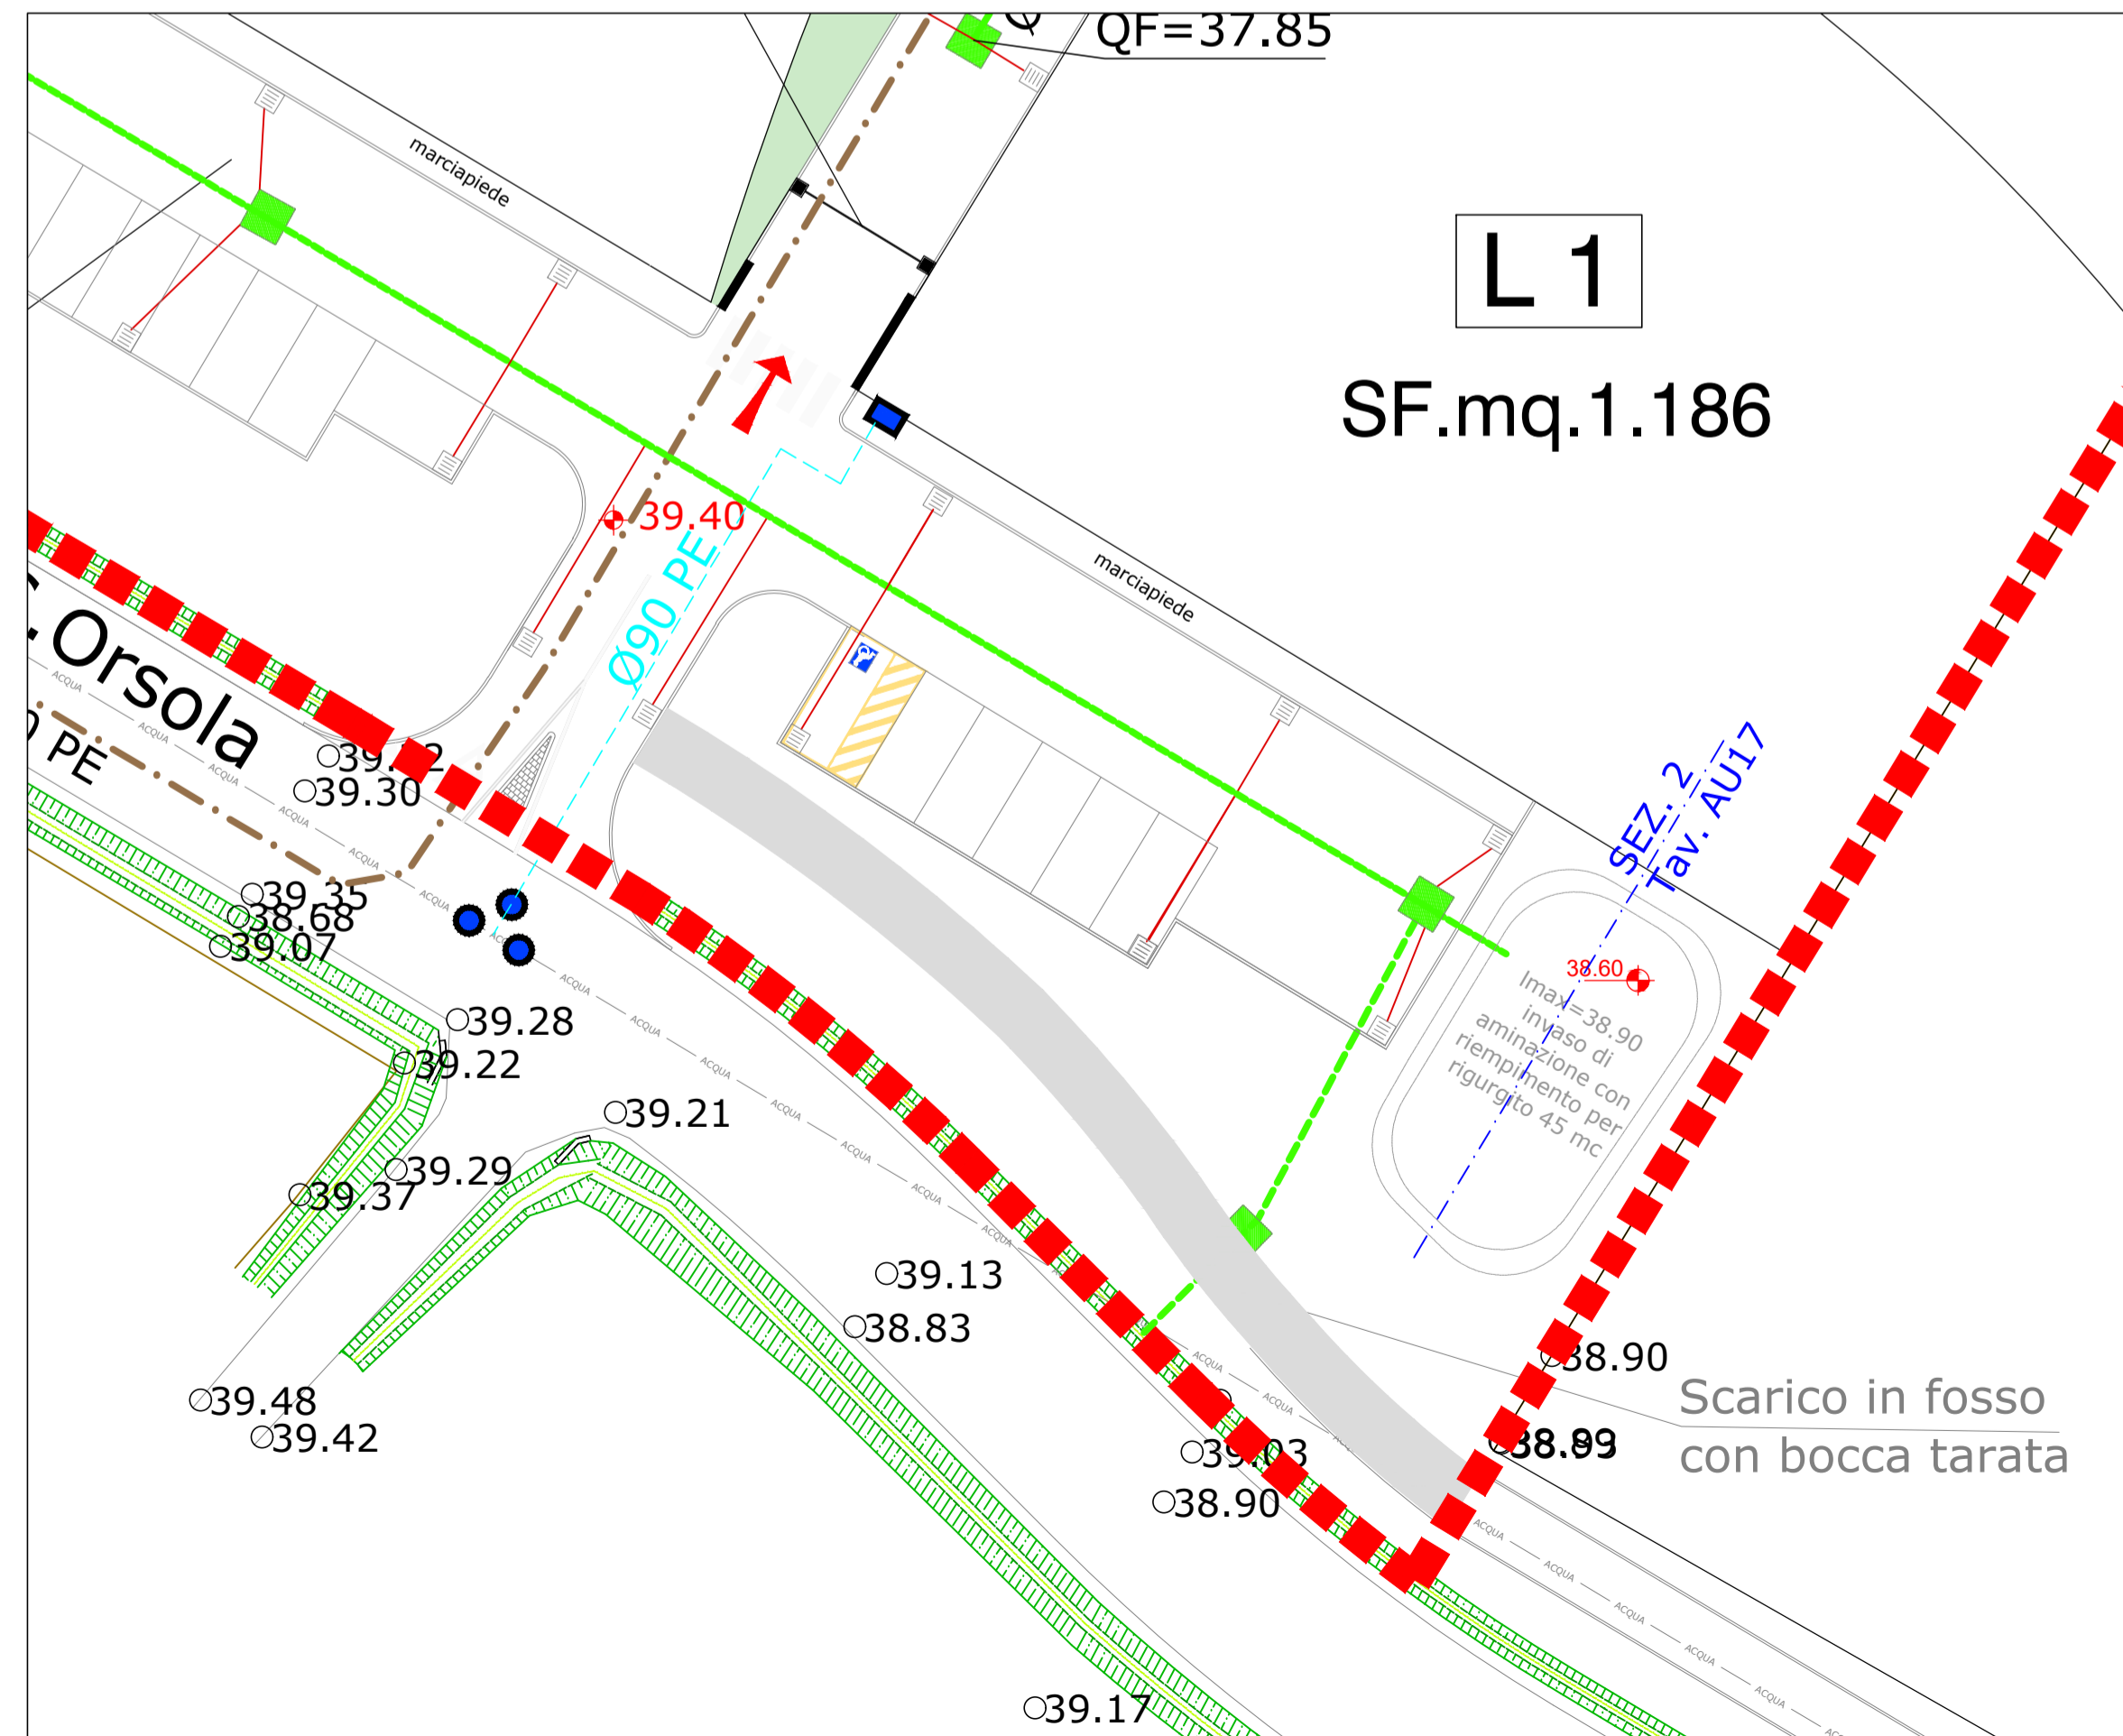 QF=37.85
marciapiede
L 1
SF.mq.1.186
39.40
Ø90 PE
marciapiede
.Orsola
PE
ACQUA
SEZ. 2
Tav. AU17
39.30
39.35
38.68
39.07
38.60
Imax=38.90
invaso di
aminazione con
riempimento per
rigurgito 45 mc
39.28
39.22
39.21
39.29
39.37
39.13
38.83
38.90
39.48
39.42
39.03
38.90
Scarico in fosso
con bocca tarata
39.17